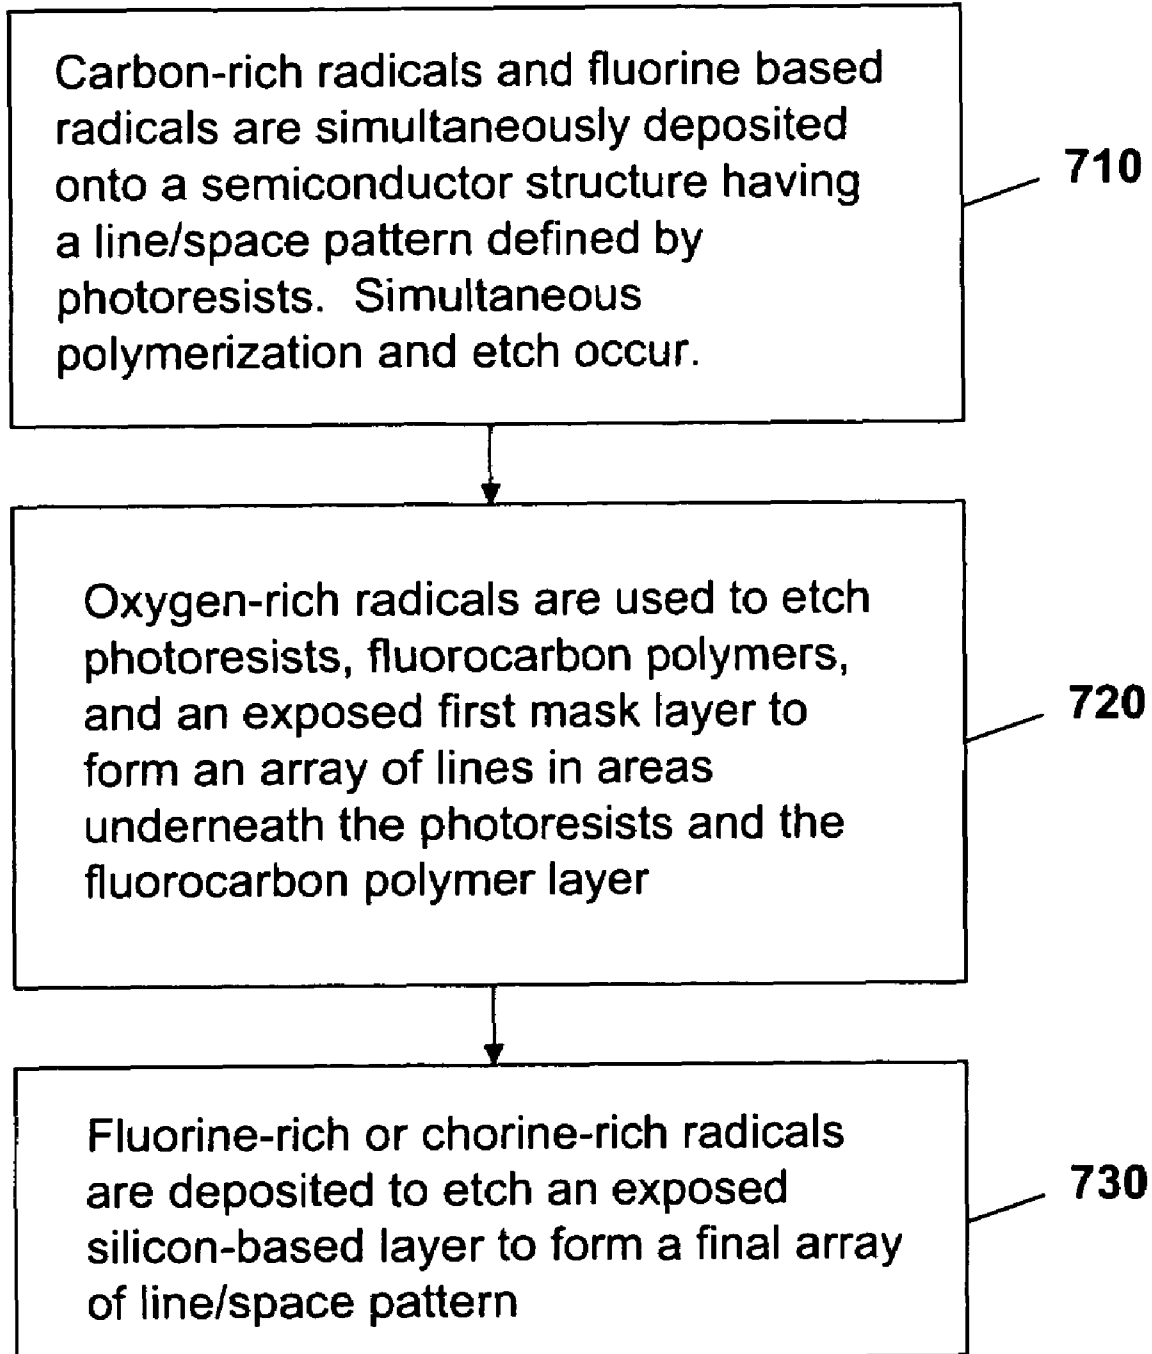 Carbon-rich radicals and fluorine based
radicals are simultaneously deposited
onto a semiconductor structure having
a line/space pattern defined by
photoresists.  Simultaneous
polymerization and etch occur.
710
Oxygen-rich radicals are used to etch
photoresists, fluorocarbon polymers,
and an exposed first mask layer to
form an array of lines in areas
underneath the photoresists and the
fluorocarbon polymer layer
720
Fluorine-rich or chorine-rich radicals
are deposited to etch an exposed
silicon-based layer to form a final array
of line/space pattern
730